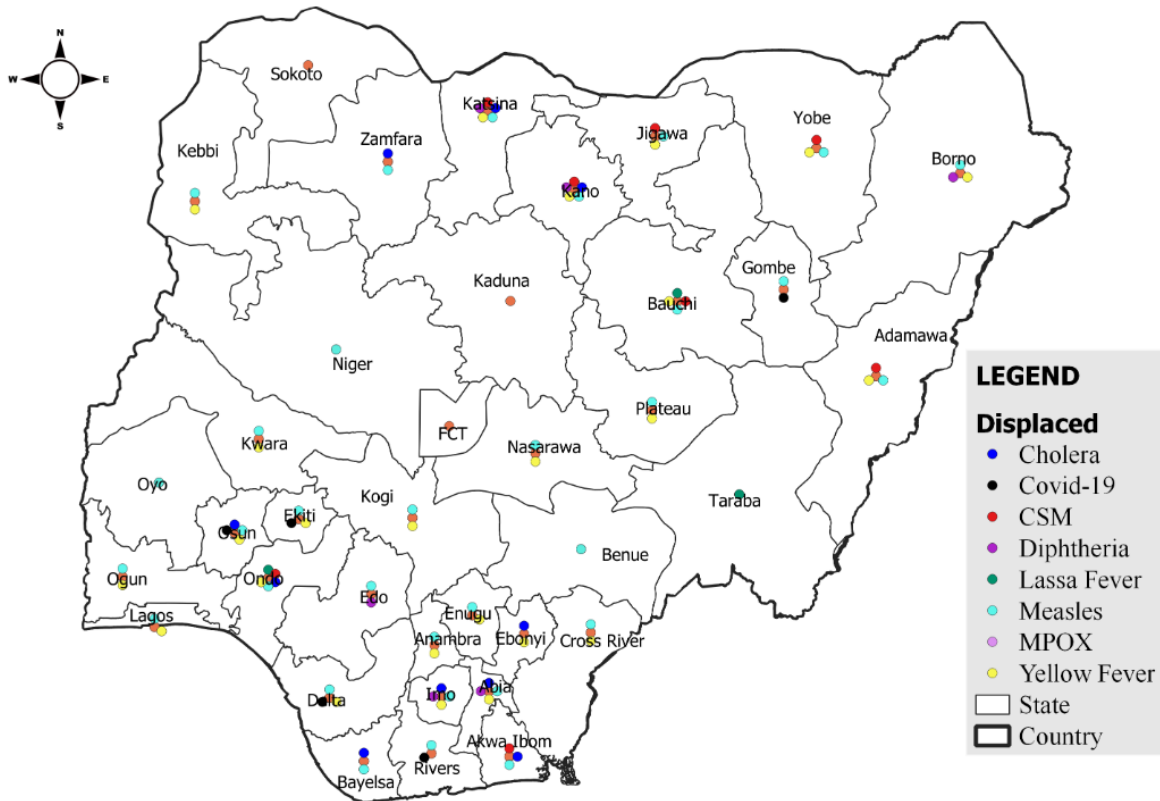 N
W
E
S
Sokoto
Katsina
Zamfara
Jigawa
Yobe
Kebbi
Borno
Kano
Gombe
Kaduna
Bauchi
Adamawa
Niger
Plateau
FCT
Kwara
Nasarawa
Oyo
Kogi
Taraba
Osun
Ekiti
Benue
Ogun
Ondo
Edo
Lagos
Enugu
Anambra
Ebonyi
Cross River
Delta
Imo
Abia
Akwa Ibom
Rivers
Bayelsa
LEGEND
Displaced
Cholera
Covid-19
CSM
Diphtheria
Lassa Fever
Measles
MPOX
Yellow Fever
State
Country